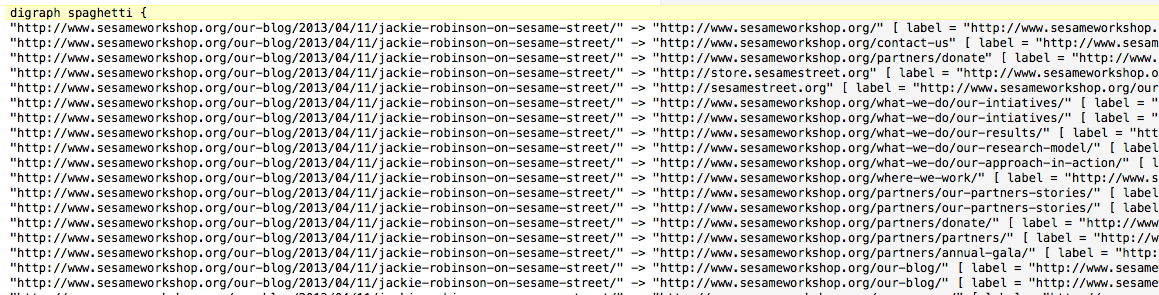 digraph spaghetti {
"http://www.sesameworkshop.org/our-blog/2013/04/11/jackie-robinson-on-sesame-street/" -> "http://www.sesameworkshop.org/" [ label = "http://www.sesameworkshop.
"http://www.sesameworkshop.org/our-blog/2013/04/11/jackie-robinson-on-sesame-street/" -> "http://www.sesameworkshop.org/contact-us" [ label = "http://www.sesam
"http://www.sesameworkshop.org/our-blog/2013/04/11/jackie-robinson-on-sesame-street/" -> "http://www.sesameworkshop.org/partners/donate" [ label = "http://www.s
"http://www.sesameworkshop.org/our-blog/2013/04/11/jackie-robinson-on-sesame-street/" -> "http://store.sesamestreet.org" [ label = "http://www.sesameworkshop.o
"http://www.sesameworkshop.org/our-blog/2013/04/11/jackie-robinson-on-sesame-street/" -> "http://sesamestreet.org" [ label = "http://www.sesameworkshop.org/our
"http://www.sesameworkshop.org/our-blog/2013/04/11/jackie-robinson-on-sesame-street/" -> "http://www.sesameworkshop.org/what-we-do/our-intiatives/" [ label = "
"http://www.sesameworkshop.org/our-blog/2013/04/11/jackie-robinson-on-sesame-street/" -> "http://www.sesameworkshop.org/what-we-do/our-intiatives/" [ label = "
"http://www.sesameworkshop.org/our-blog/2013/04/11/jackie-robinson-on-sesame-street/" -> "http://www.sesameworkshop.org/what-we-do/our-results/" [ label = "htt
"http://www.sesameworkshop.org/our-blog/2013/04/11/jackie-robinson-on-sesame-street/" -> "http://www.sesameworkshop.org/what-we-do/our-research-model/" [ label
"http://www.sesameworkshop.org/our-blog/2013/04/11/jackie-robinson-on-sesame-street/" -> "http://www.sesameworkshop.org/what-we-do/our-approach-in-action/" [ l
"http://www.sesameworkshop.org/our-blog/2013/04/11/jackie-robinson-on-sesame-street/" -> "http://www.sesameworkshop.org/where-we-work/" [ label = "http://www.s
"http://www.sesameworkshop.org/our-blog/2013/04/11/jackie-robinson-on-sesame-street/" -> "http://www.sesameworkshop.org/partners/our-partners-stories/" [ label
"http://www.sesameworkshop.org/our-blog/2013/04/11/jackie-robinson-on-sesame-street/" -> "http://www.sesameworkshop.org/partners/our-partners-stories/" [ label
"http://www.sesameworkshop.org/our-blog/2013/04/11/jackie-robinson-on-sesame-street/" -> "http://www.sesameworkshop.org/partners/donate/" [ label = "http://www
"http://www.sesameworkshop.org/our-blog/2013/04/11/jackie-robinson-on-sesame-street/" -> "http://www.sesameworkshop.org/partners/partners/" [ label = "http://w
"http://www.sesameworkshop.org/our-blog/2013/04/11/jackie-robinson-on-sesame-street/" -> "http://www.sesameworkshop.org/partners/annual-gala/" [ label = "http:
"http://www.sesameworkshop.org/our-blog/2013/04/11/jackie-robinson-on-sesame-street/" -> "http://www.sesameworkshop.org/our-blog/" [ label = "http://www.sesame
"http://www.sesameworkshop.org/our-blog/2013/04/11/jackie-robinson-on-sesame-street/" -> "http://www.sesameworkshop.org/our-blog/" [ label = "http://www.sesame